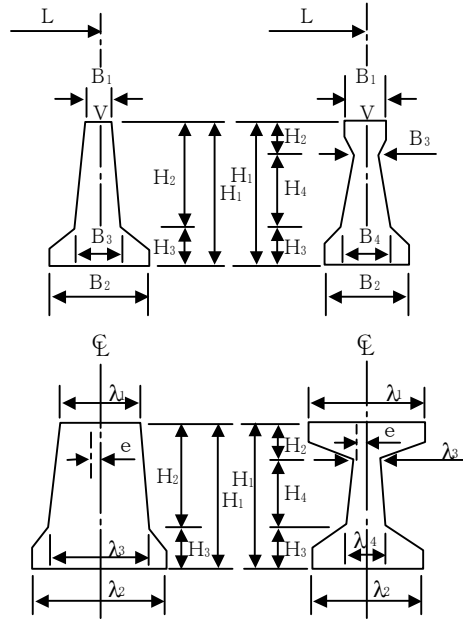 L L
B₁ B₁
V V
H₂ H₁ H₁ H₂ B₃
H₄
B₃ H₃ H₃ B₄
B₂ B₂
℄ ℄
λ₁ λ₁
e e
H₂ H₁ H₁ H₂ λ₃
H₄
λ₃ H₃ H₃ λ₄
λ₂ λ₂